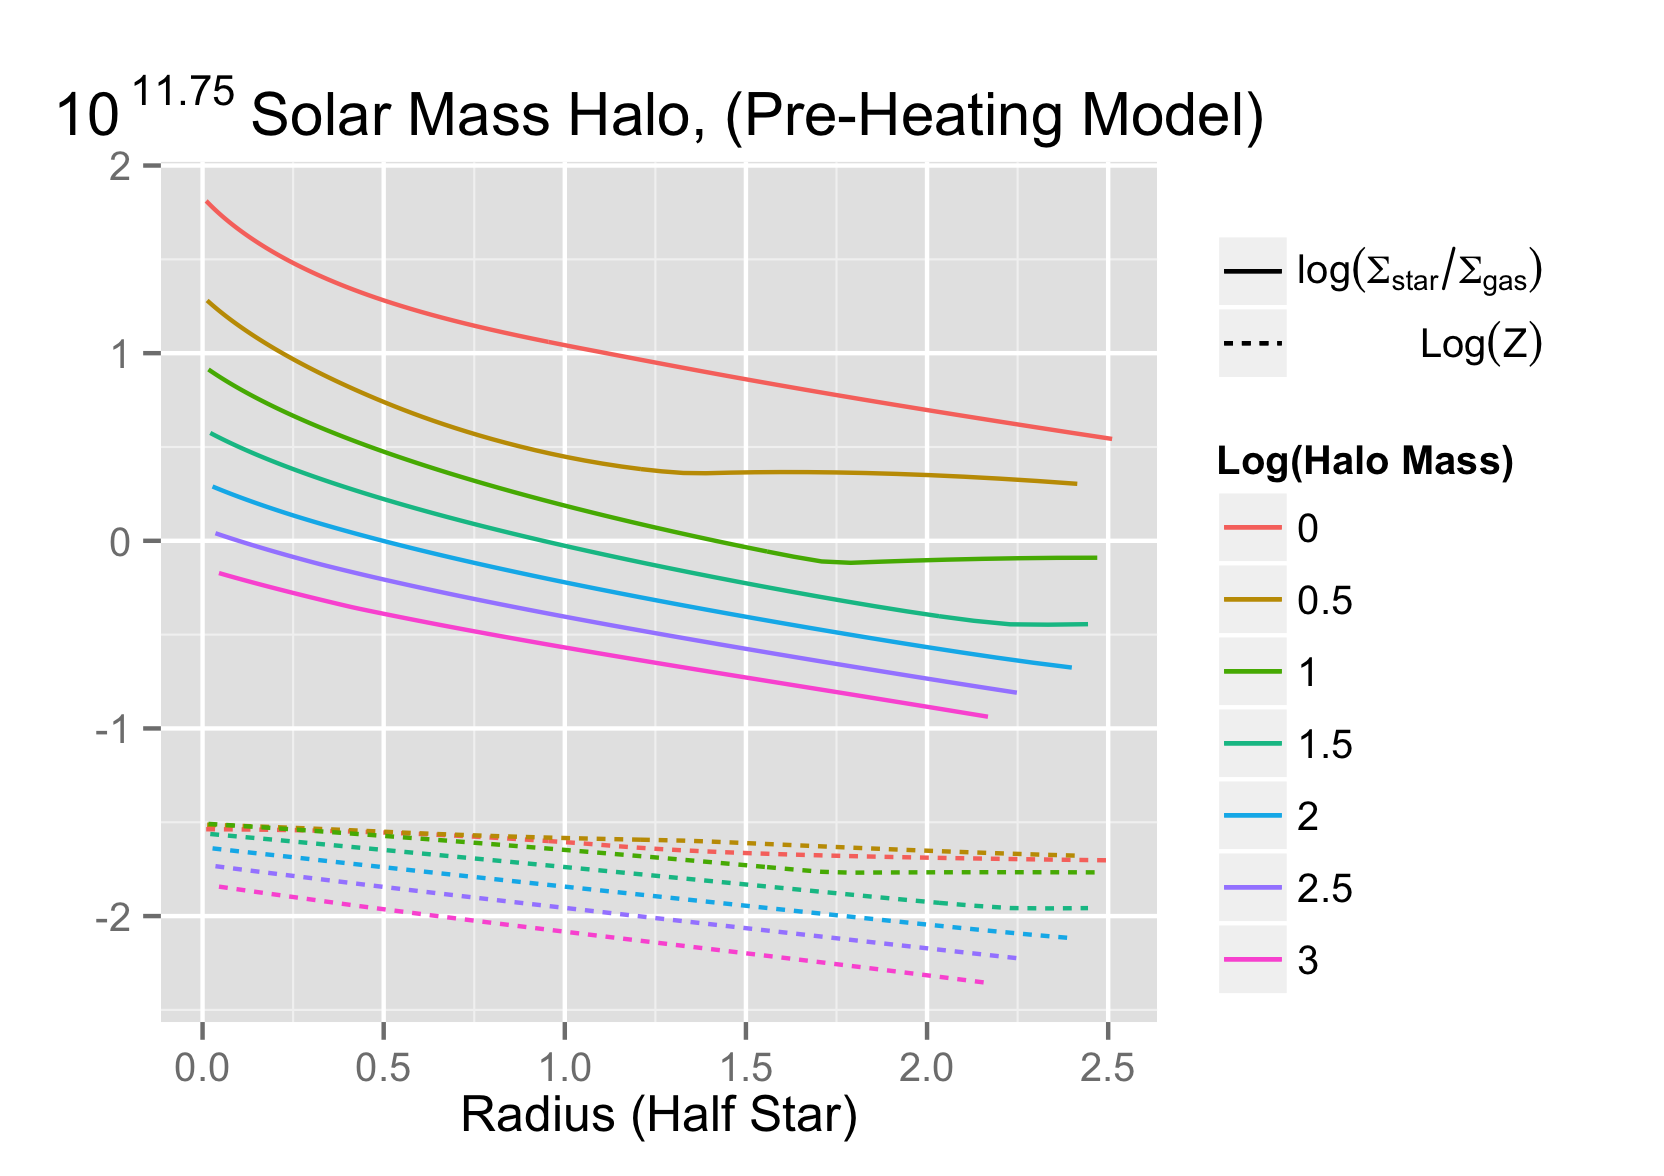 10^11.75 Solar Mass Halo, (Pre-Heating Model)
2
1
0
-1
-2
0.0 0.5 1.0 1.5 2.0 2.5
Radius (Half Star)
log(Σstar/Σgas)
Log(Z)
Log(Halo Mass)
0
0.5
1
1.5
2
2.5
3